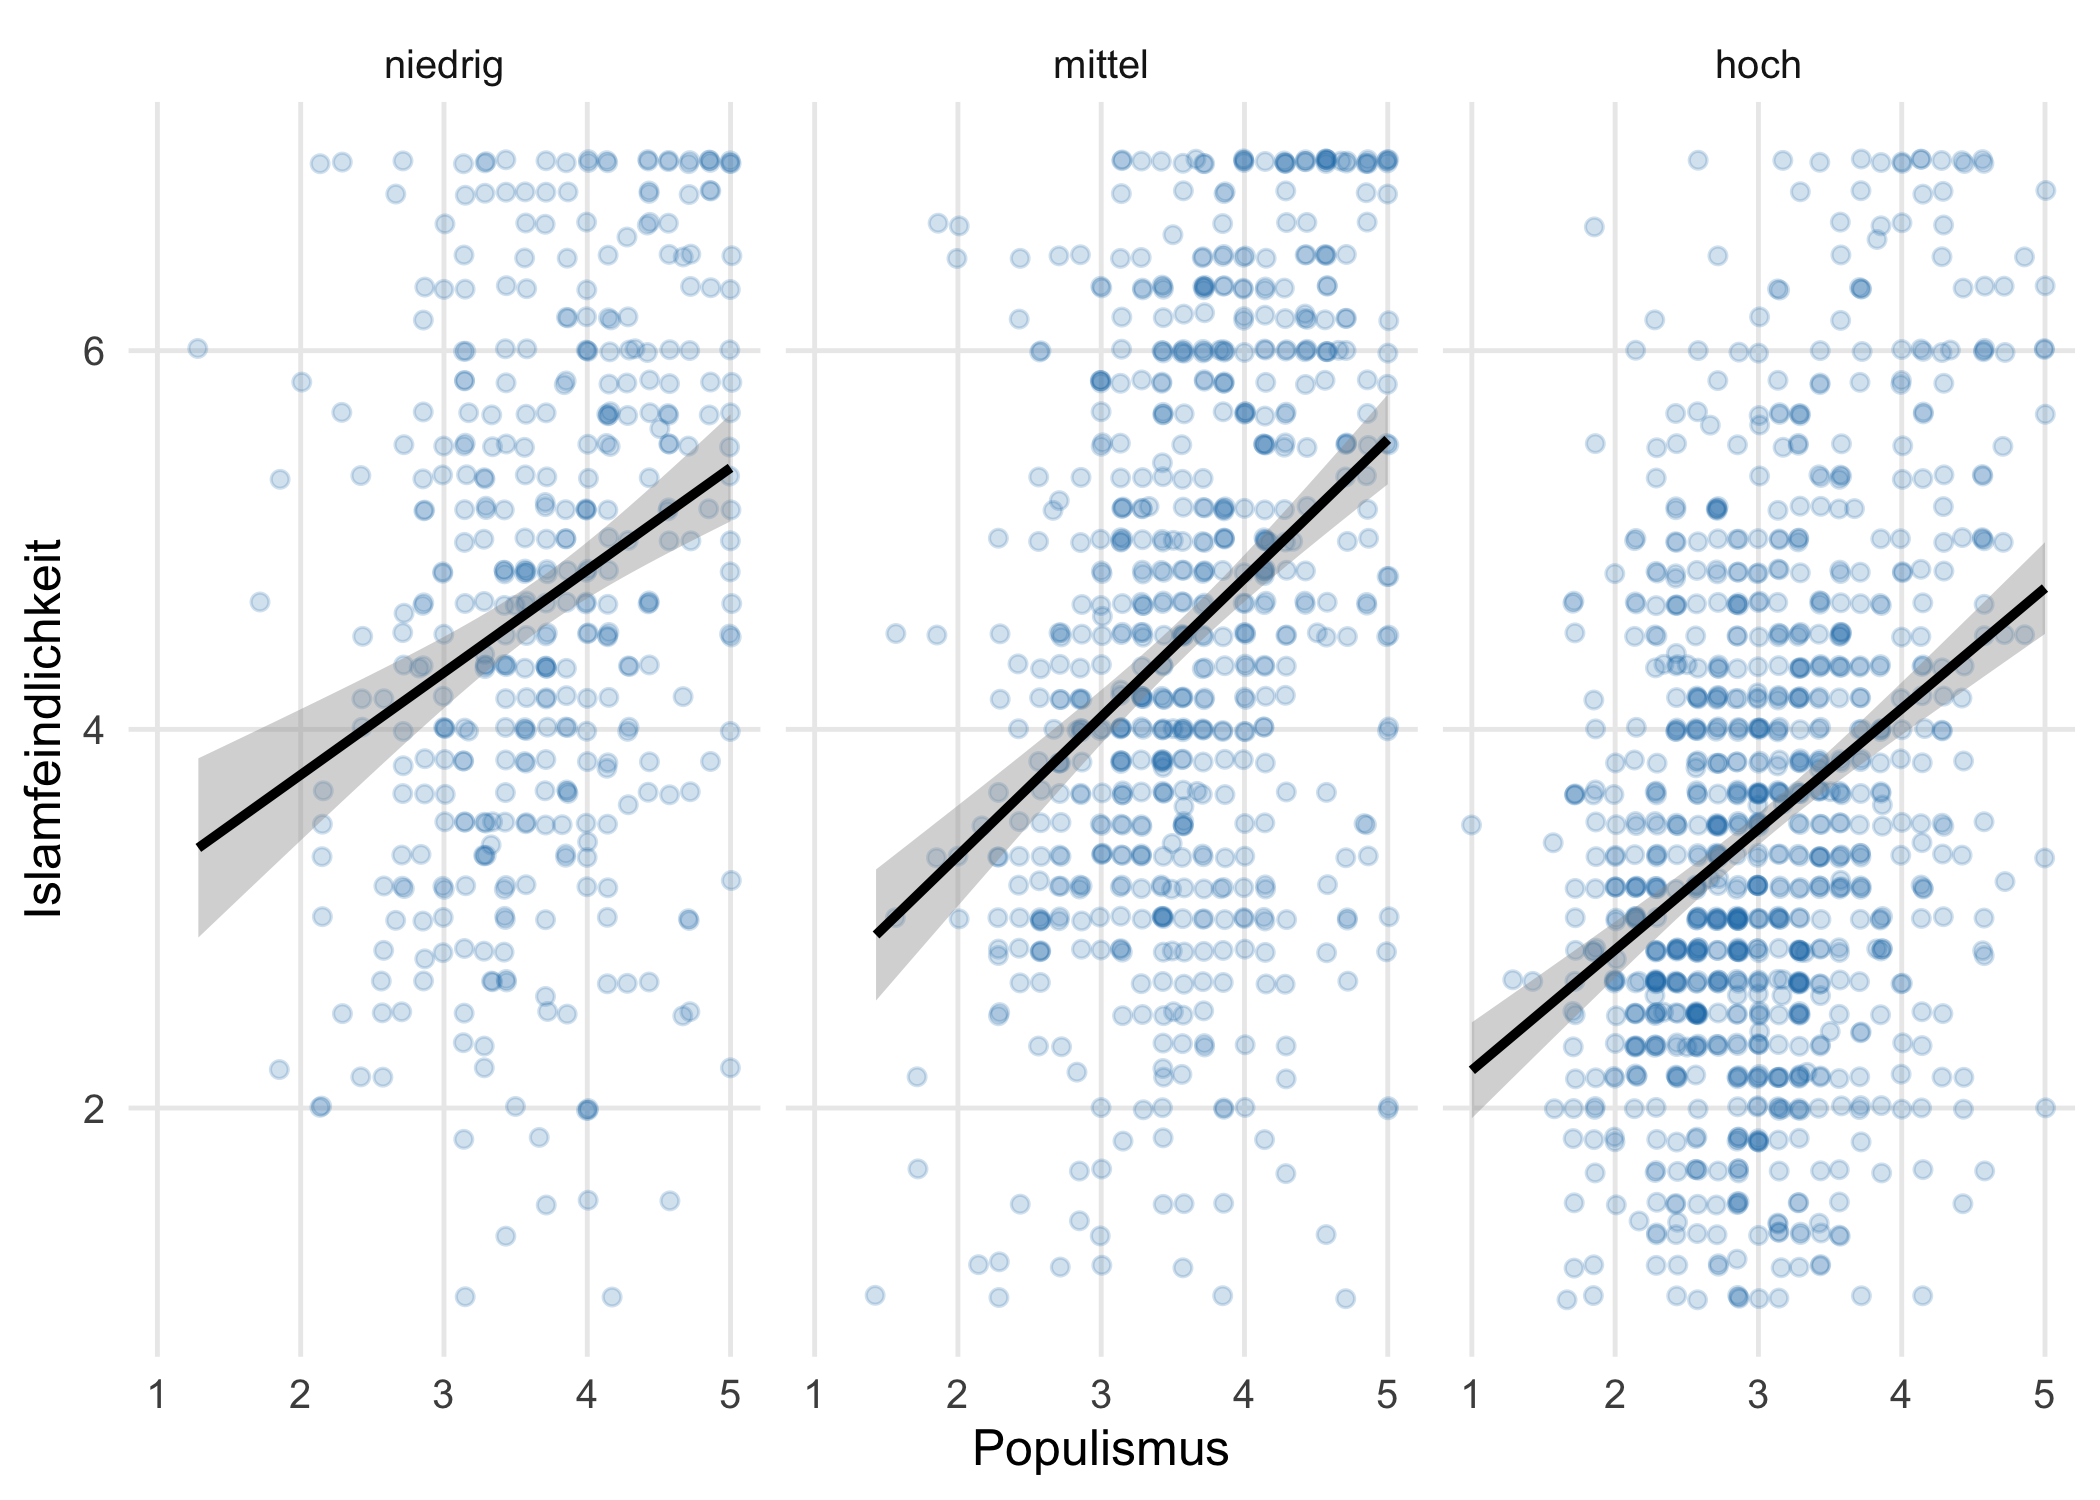 niedrig mittel hoch
Islamfeindlichkeit
6
4
2
1 2 3 4 5 1 2 3 4 5 1 2 3 4 5
Populismus